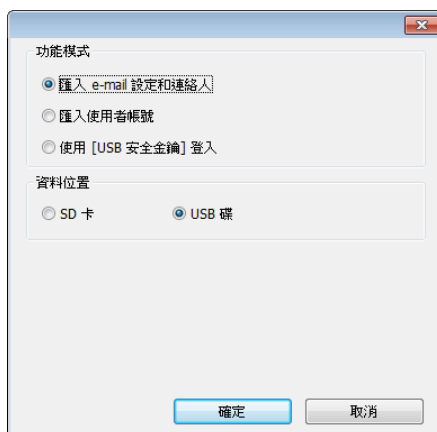 功能模式
匯入 e-mail 設定和連絡人
匯入使用者帳號
使用 [USB 安全金鑰] 登入
資料位置
SD 卡 USB 碟
確定 取消